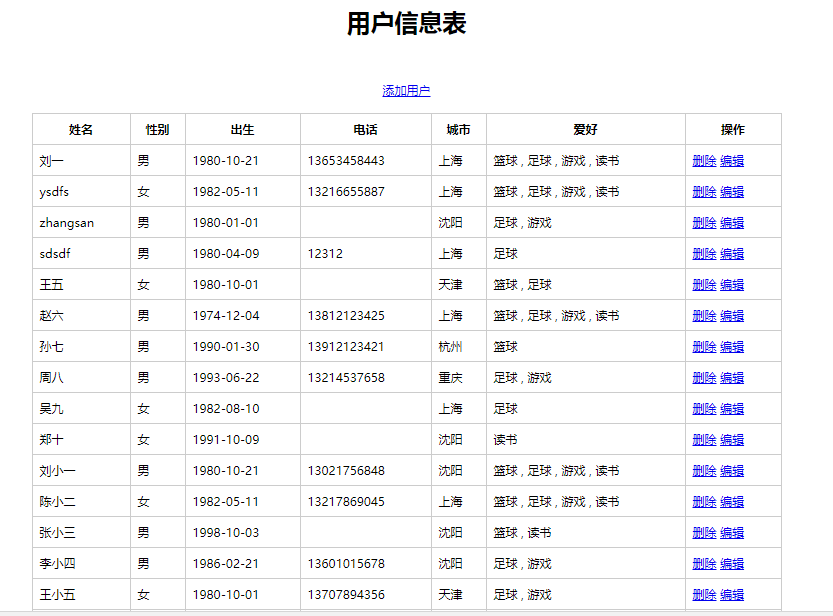 用户信息表
添加用户
姓名 性别 出生 电话 城市 爱好 操作
刘一 男 1980-10-21 13653458443 上海 篮球 , 足球 , 游戏 , 读书 删除 编辑
ysdfs 女 1982-05-11 13216655887 上海 篮球 , 足球 , 游戏 , 读书 删除 编辑
zhangsan 男 1980-01-01 沈阳 足球 , 游戏 删除 编辑
sdsdf 男 1980-04-09 12312 上海 足球 删除 编辑
王五 女 1980-10-01 天津 篮球 , 足球 删除 编辑
赵六 男 1974-12-04 13812123425 上海 篮球 , 足球 , 游戏 , 读书 删除 编辑
孙七 男 1990-01-30 13912123421 杭州 篮球 删除 编辑
周八 男 1993-06-22 13214537658 重庆 足球 , 游戏 删除 编辑
吴九 女 1982-08-10 上海 足球 删除 编辑
郑十 女 1991-10-09 沈阳 读书 删除 编辑
刘小一 男 1980-10-21 13021756848 沈阳 篮球 , 足球 , 游戏 , 读书 删除 编辑
陈小二 女 1982-05-11 13217869045 上海 篮球 , 足球 , 游戏 , 读书 删除 编辑
张小三 男 1998-10-03 沈阳 篮球 , 读书 删除 编辑
李小四 男 1986-02-21 13601015678 沈阳 足球 , 游戏 删除 编辑
王小五 女 1980-10-01 13707894356 天津 足球 , 游戏 删除 编辑